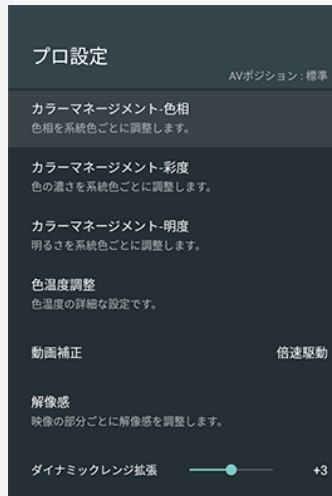 プロ設定
AVポジション : 標準
カラーマネージメント-色相
色相を系統色ごとに調整します。
カラーマネージメント-彩度
色の濃さを系統色ごとに調整します。
カラーマネージメント-明度
明るさを系統色ごとに調整します。
色温度調整
色温度の詳細な設定です。
動画補正 倍速駆動
解像感
映像の部分ごとに解像感を調整します。
ダイナミックレンジ拡張 +3